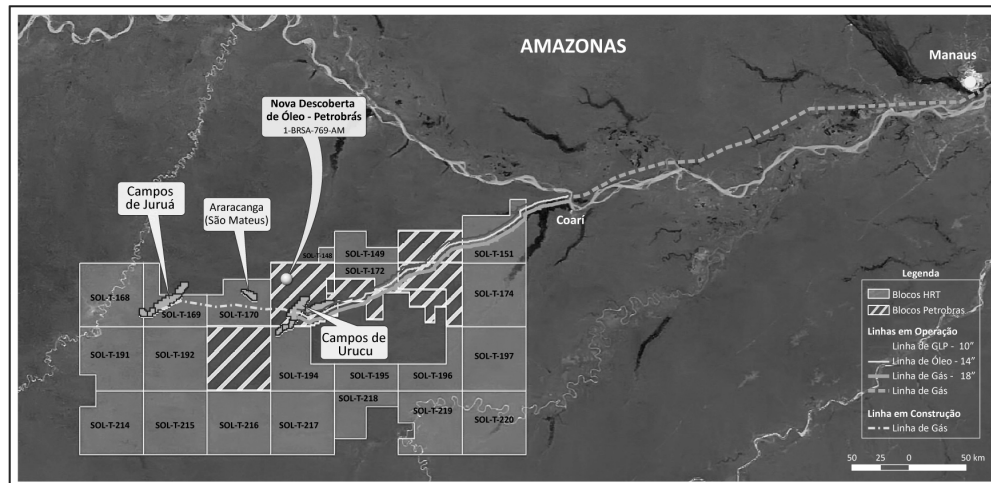 AMAZONAS
Manaus
Nova Descoberta
de Óleo - Petrobrás
1-BRSA-769-AM
Campos
de Juruá
Araracanga
(São Mateus)
Coarí
SOL-T-148
SOL-T-149
SOL-T-151
SOL-T-172
SOL-T-168
SOL-T-169
SOL-T-170
SOL-T-174
Campos de
Urucu
SOL-T-191
SOL-T-192
SOL-T-194
SOL-T-195
SOL-T-196
SOL-T-197
SOL-T-214
SOL-T-215
SOL-T-216
SOL-T-217
SOL-T-218
SOL-T-219
SOL-T-220
Legenda
Blocos HRT
Blocos Petrobras
Linhas em Operação
Linha de GLP - 10"
Linha de Óleo - 14"
Linha de Gás - 18"
Linha de Gás
Linha em Construção
Linha de Gás
50 25 0 50 km